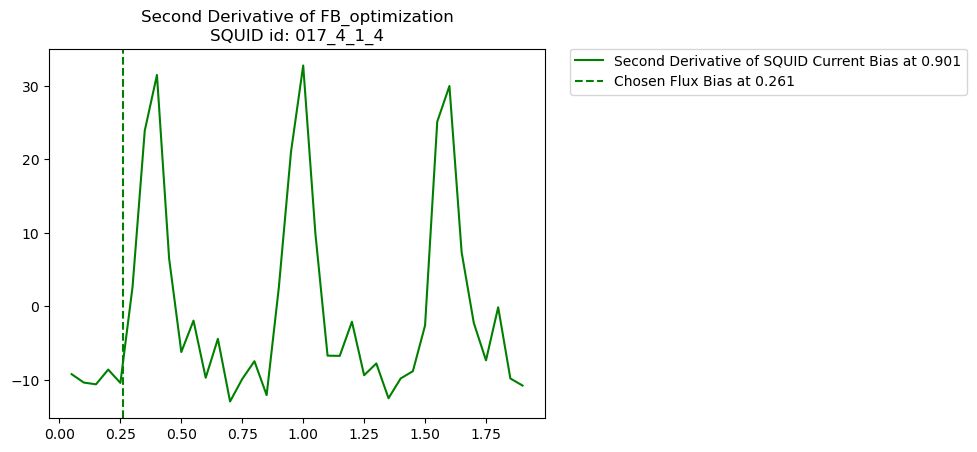 Second Derivative of FB_optimization
SQUID id: 017_4_1_4
Second Derivative of SQUID Current Bias at 0.901
Chosen Flux Bias at 0.261
30
20
10
0
−10
0.00 0.25 0.50 0.75 1.00 1.25 1.50 1.75